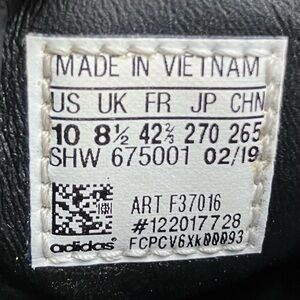 MADE IN VIETNAM
US UK FR JP CHN
10 8½ 42⅔ 270 265
SHW 675001 02/19
ART F37016
#122017728
adidas FCPCV6Xk00093